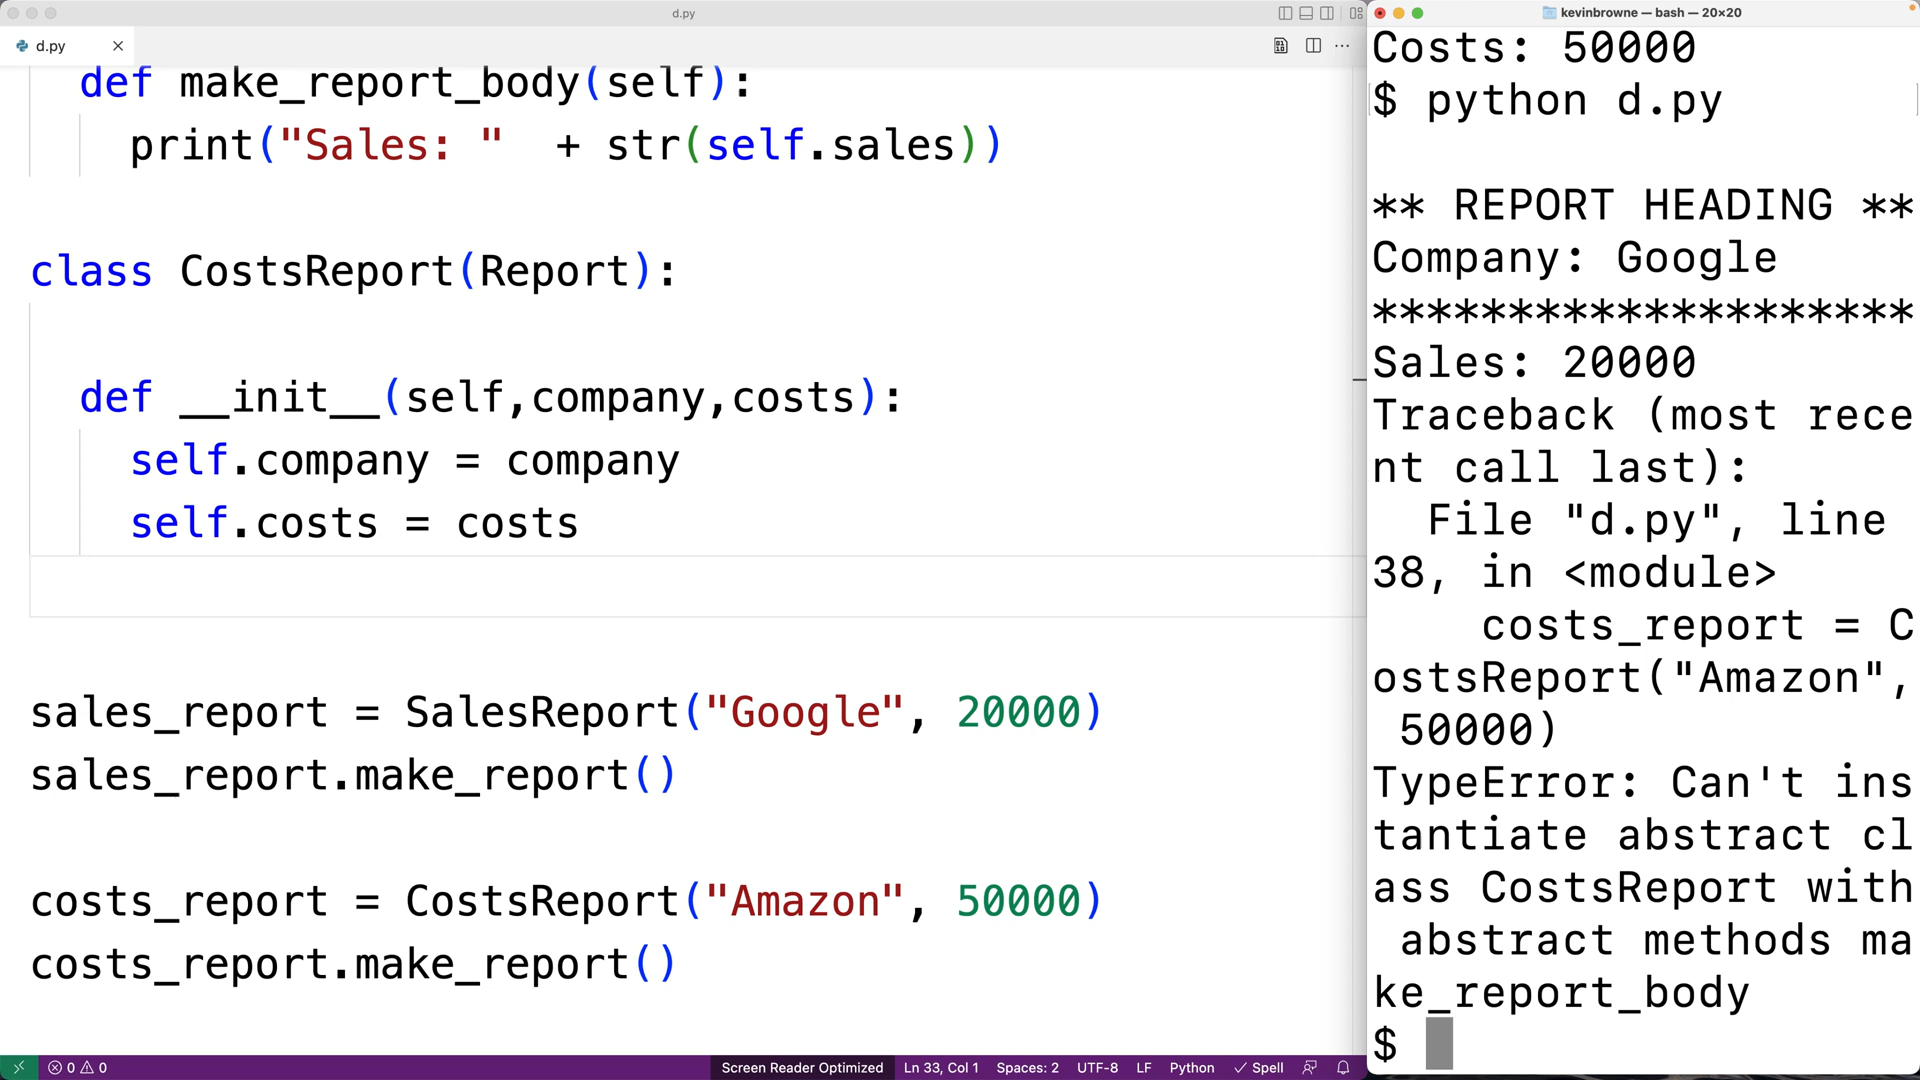 d.py
d.py
def make_report_body(self):
print("Sales: "  + str(self.sales))
class CostsReport(Report):
def __init__(self,company,costs):
self.company = company
self.costs = costs
sales_report = SalesReport("Google", 20000)
sales_report.make_report()
costs_report = CostsReport("Amazon", 50000)
costs_report.make_report()
0 0
Screen Reader Optimized
Ln 33, Col 1
Spaces: 2
UTF-8
LF
Python
Spell
kevinbrowne — bash — 20×20
Costs: 50000
$ python d.py
** REPORT HEADING **
Company: Google
********************
Sales: 20000
Traceback (most rece
nt call last):
File "d.py", line
38, in <module>
costs_report = C
ostsReport("Amazon",
50000)
TypeError: Can't ins
tantiate abstract cl
ass CostsReport with
abstract methods ma
ke_report_body
$